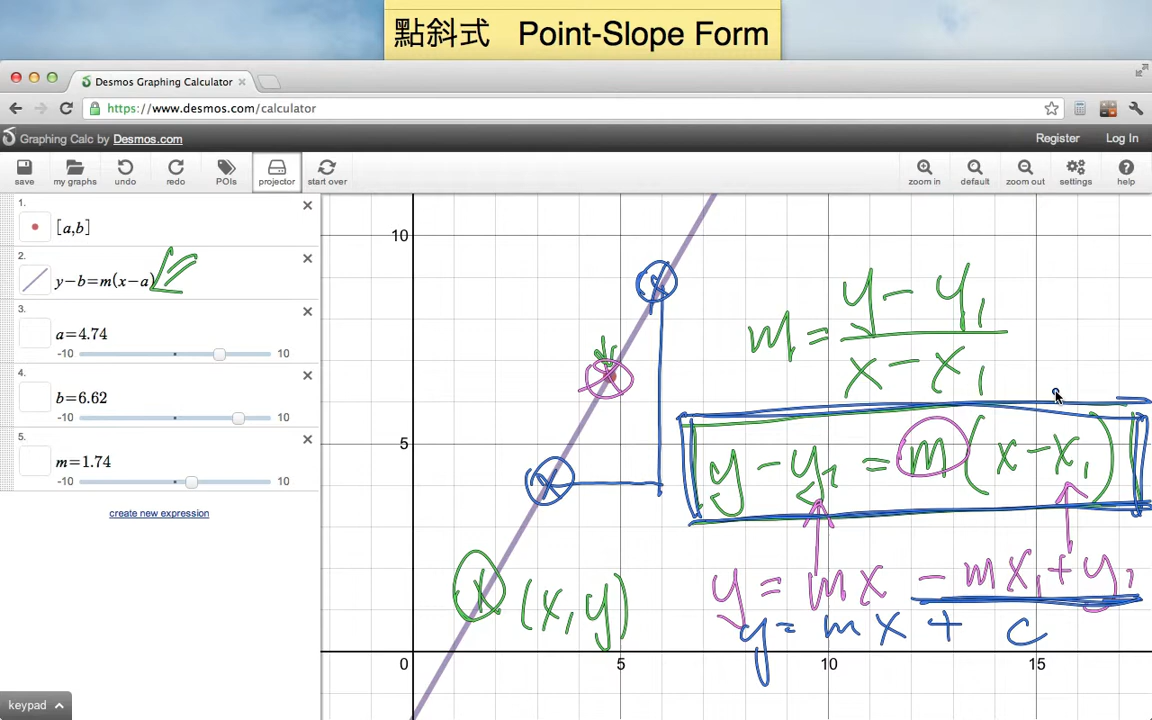 點斜式 Point-Slope Form
Desmos Graphing Calculator
https://www.desmos.com/calculator
Graphing Calc by Desmos.com
Register
Log In
save
my graphs
undo
redo
POIs
projector
start over
zoom in
default
zoom out
settings
help
1.
[a,b]
2.
y−b=m(x−a)
3.
a=4.74
-10
10
4.
b=6.62
-10
10
5.
m=1.74
-10
10
create new expression
10
5
0
5
10
15
(x,y)
m = y − y₁
x − x₁
y − y₁ = m(x − x₁)
y = mx − mx₁ + y₁
y = mx + c
keypad